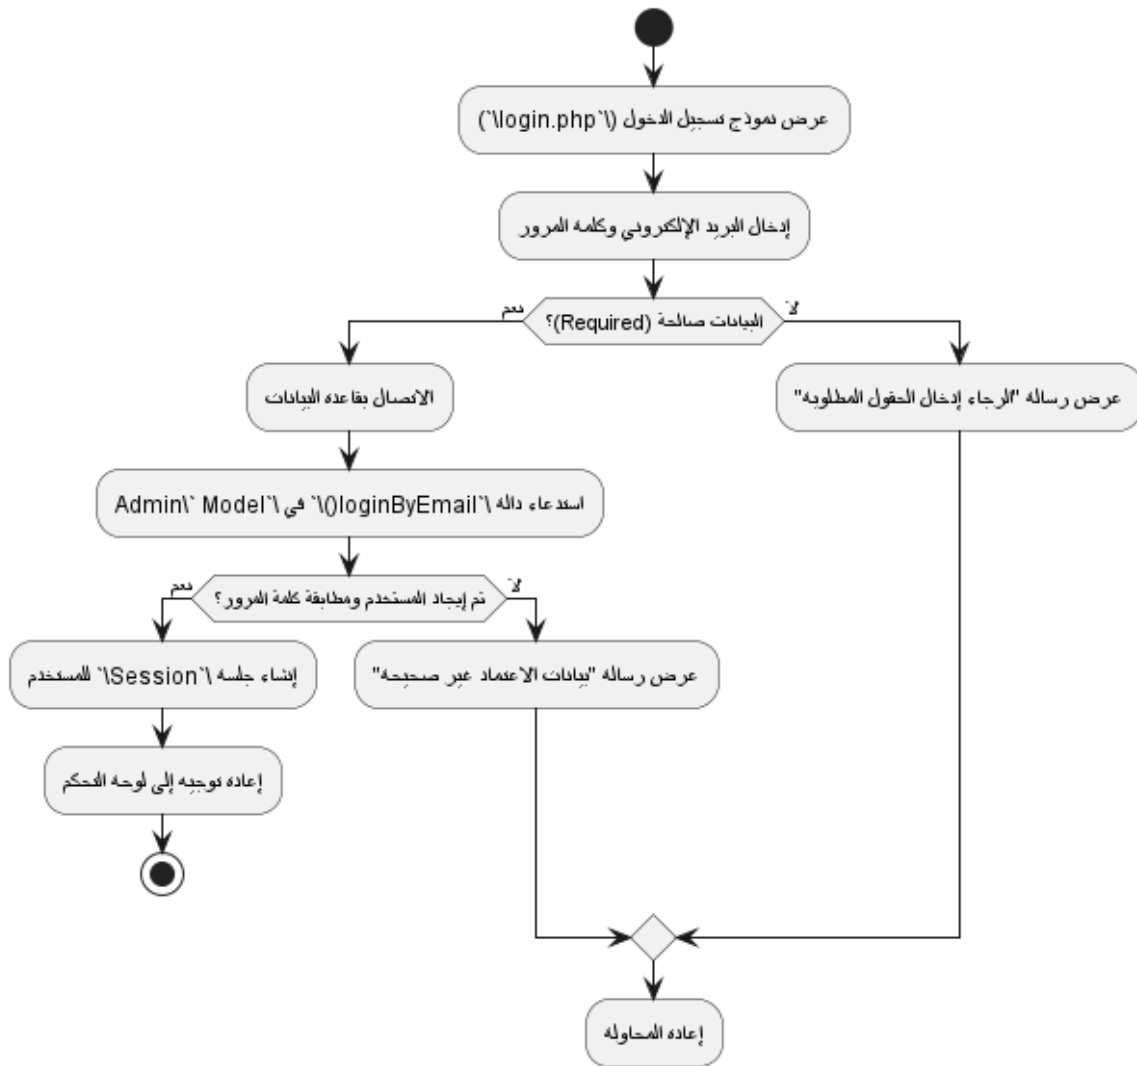 عرض نموذج تسجيل الدخول (\`login.php\`)
إدخال البريد الإلكتروني وكلمة المرور
البيانات صالحة (Required)؟
نعم
لا
الاتصال بقاعدة البيانات
عرض رسالة "الرجاء إدخال الحقول المطلوبة"
استدعاء دالة \`loginByEmail()\` في \`Admin\` Model
تم إيجاد المستخدم ومطابقة كلمة المرور؟
نعم
لا
إنشاء جلسة \`Session\` للمستخدم
عرض رسالة "بيانات الاعتماد غير صحيحة"
إعادة توجيه إلى لوحة التحكم
إعادة المحاولة